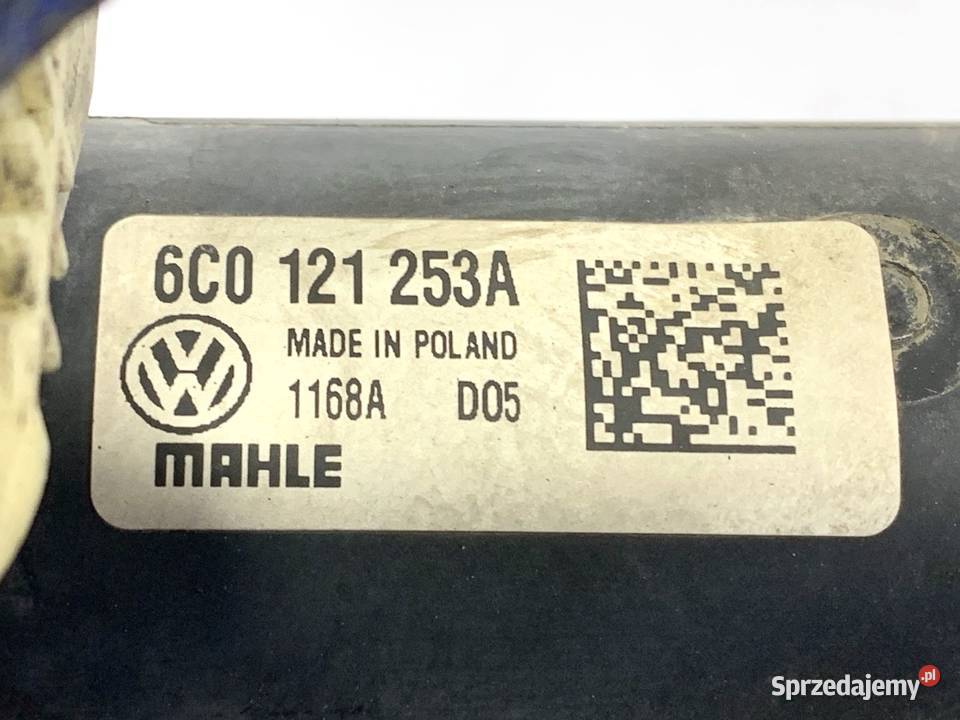 6C0 121 253A
MADE IN POLAND
1168A D05
MAHLE
Sprzedajemy.pl